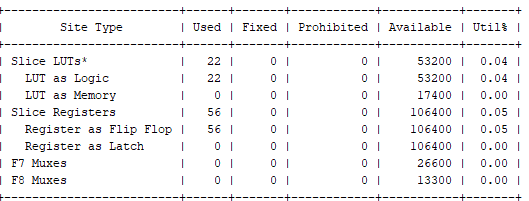 +-------------------------+------+-------+------------+-----------+-------+
|        Site Type        | Used | Fixed | Prohibited | Available | Util% |
+-------------------------+------+-------+------------+-----------+-------+
| Slice LUTs*             |   22 |     0 |          0 |     53200 |  0.04 |
|   LUT as Logic          |   22 |     0 |          0 |     53200 |  0.04 |
|   LUT as Memory         |    0 |     0 |          0 |     17400 |  0.00 |
| Slice Registers         |   56 |     0 |          0 |    106400 |  0.05 |
|   Register as Flip Flop |   56 |     0 |          0 |    106400 |  0.05 |
|   Register as Latch     |    0 |     0 |          0 |    106400 |  0.00 |
| F7 Muxes                |    0 |     0 |          0 |     26600 |  0.00 |
| F8 Muxes                |    0 |     0 |          0 |     13300 |  0.00 |
+-------------------------+------+-------+------------+-----------+-------+